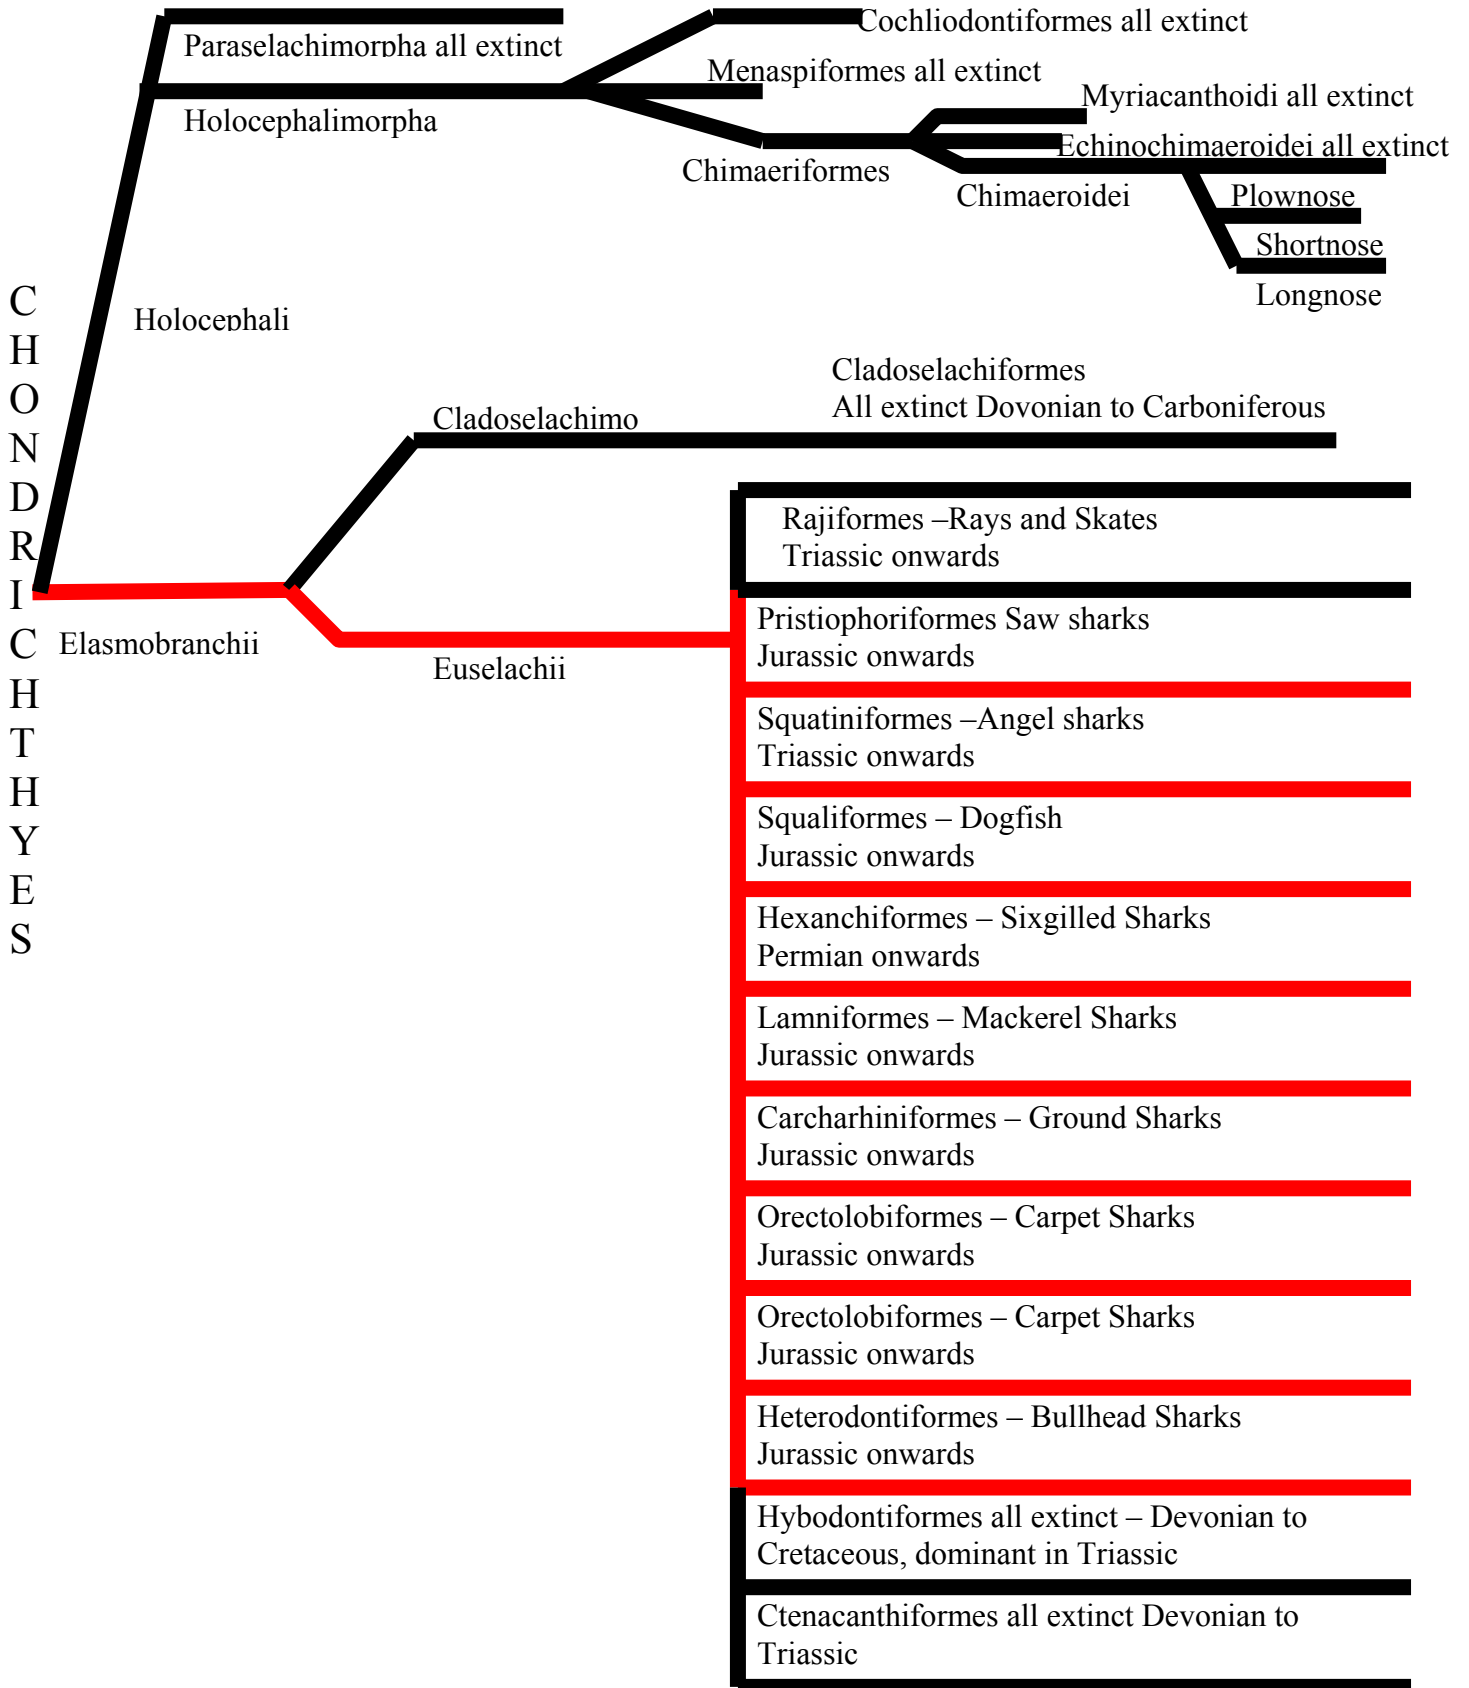 Paraselachimorpha all extinct
Cochliodontiformes all extinct
Menaspiformes all extinct
Holocephalimorpha
Myriacanthoidi all extinct
Echinochimaeroidei all extinct
Chimaeriformes
Chimaeroidei
Plownose
Shortnose
Longnose
Holocephali
CHONDRICHTHYES
Cladoselachimo
Cladoselachiformes
All extinct Dovonian to Carboniferous
Elasmobranchii
Euselachii
Rajiformes –Rays and Skates
Triassic onwards
Pristiophoriformes Saw sharks
Jurassic onwards
Squatiniformes –Angel sharks
Triassic onwards
Squaliformes – Dogfish
Jurassic onwards
Hexanchiformes – Sixgilled Sharks
Permian onwards
Lamniformes – Mackerel Sharks
Jurassic onwards
Carcharhiniformes – Ground Sharks
Jurassic onwards
Orectolobiformes – Carpet Sharks
Jurassic onwards
Orectolobiformes – Carpet Sharks
Jurassic onwards
Heterodontiformes – Bullhead Sharks
Jurassic onwards
Hybodontiformes all extinct – Devonian to
Cretaceous, dominant in Triassic
Ctenacanthiformes all extinct Devonian to
Triassic